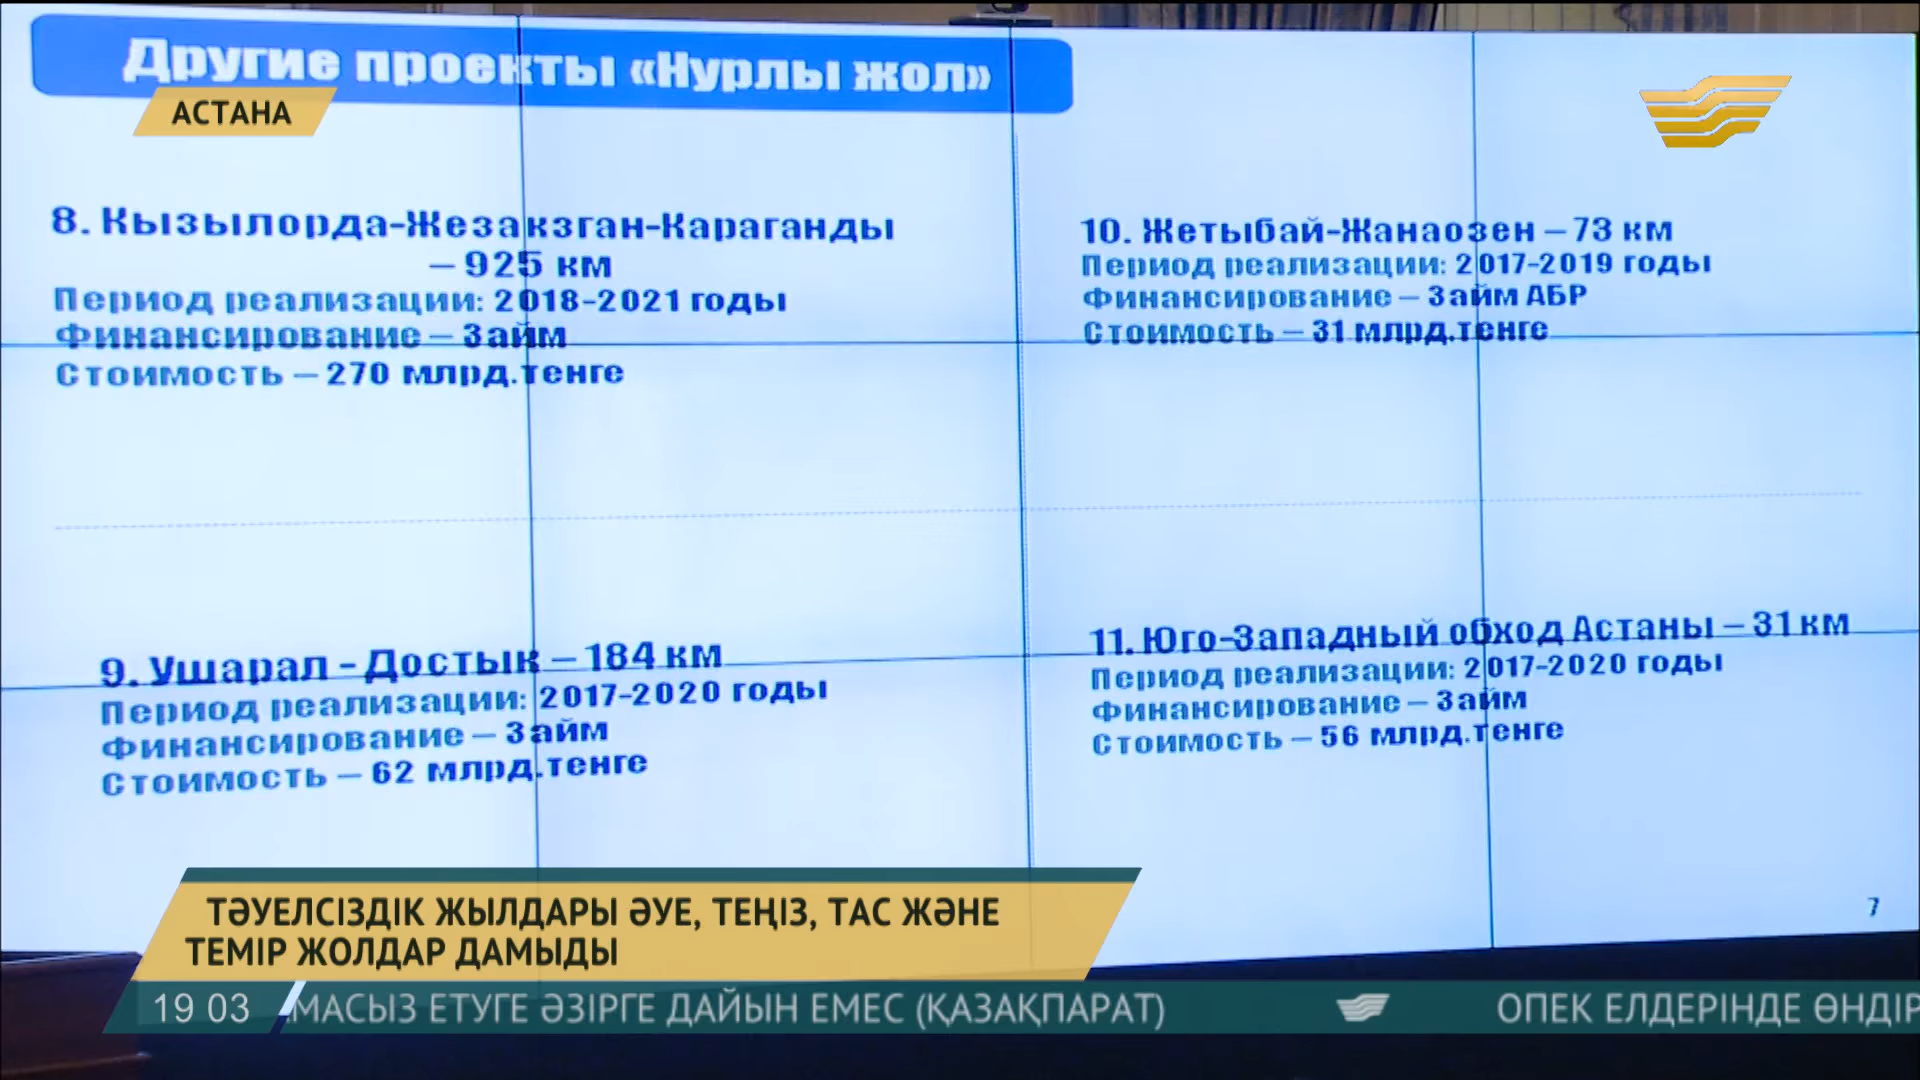 Другие проекты «Нурлы жол»
АСТАНА
8. Кызылорда-Жезакзган-Караганды
– 925 км
Период реализации: 2018-2021 годы
Финансирование – Займ
Стоимость – 270 млрд.тенге
10. Жетыбай-Жанаозен – 73 км
Период реализации: 2017-2019 годы
Финансирование – Займ АБР
Стоимость – 31 млрд.тенге
9. Ушарал - Достык – 184 км
Период реализации: 2017-2020 годы
Финансирование – Займ
Стоимость – 62 млрд.тенге
11. Юго-Западный обход Астаны – 31 км
Период реализации: 2017-2020 годы
Финансирование – Займ
Стоимость – 56 млрд.тенге
7
ТӘУЕЛСІЗДІК ЖЫЛДАРЫ ӘУЕ, ТЕҢІЗ, ТАС ЖӘНЕ
ТЕМІР ЖОЛДАР ДАМЫДЫ
19 03 МАСЫЗ ЕТУГЕ ӘЗІРГЕ ДАЙЫН ЕМЕС (ҚАЗАҚПАРАТ) ОПЕК ЕЛДЕРІНДЕ ӨНДІР